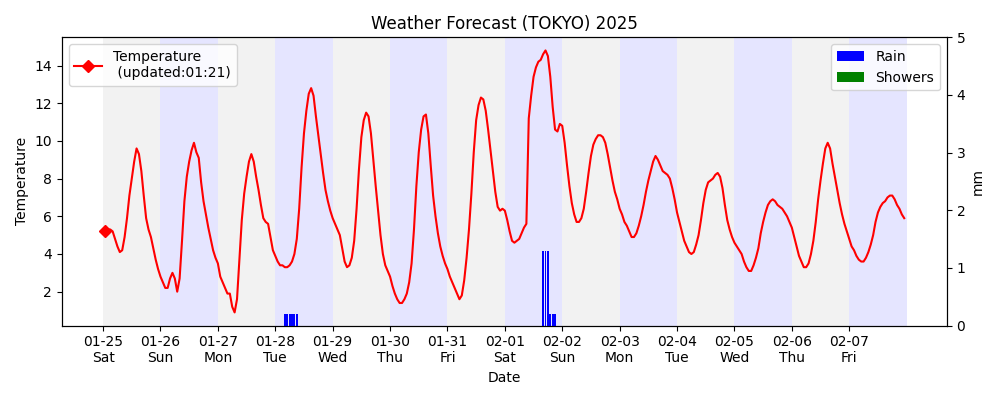 Weather Forecast (TOKYO) 2025
Temperature
(updated:01:21)
Rain
Showers
Temperature
14
12
10
8
6
4
2
5
4
3
2
1
0
mm
01-25 01-26 01-27 01-28 01-29 01-30 01-31 02-01 02-02 02-03 02-04 02-05 02-06 02-07
Sat Sun Mon Tue Wed Thu Fri Sat Sun Mon Tue Wed Thu Fri
Date